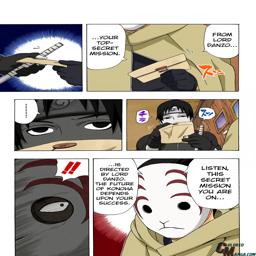 FROM
LORD
DANZO...
...YOUR
TOP-
SECRET
MISSION.
LISTEN,
THIS
SECRET
MISSION
YOU ARE
ON...
...IS
DIRECTED BY
LORD
DANZO.
THE FUTURE
OF KONOHA
DEPENDS
UPON YOUR
SUCCESS.
!!